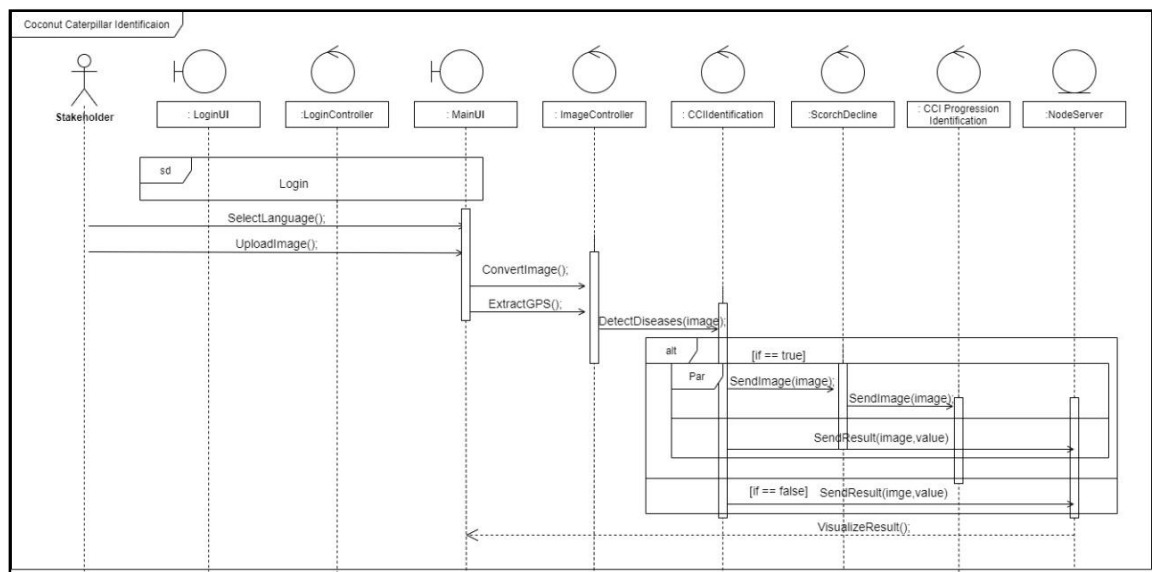 Coconut Caterpillar Identificaion
Stakeholder
: LoginUI
:LoginController
: MainUI
: ImageController
: CCIIdentification
:ScorchDecline
: CCI Progression
Identification
:NodeServer
sd
Login
SelectLanguage();
UploadImage();
ConvertImage();
ExtractGPS();
DetectDiseases(image);
alt
[if == true]
Par
SendImage(image);
SendImage(image);
SendResult(image,value)
[if == false]
SendResult(imge,value)
VisualizeResult();